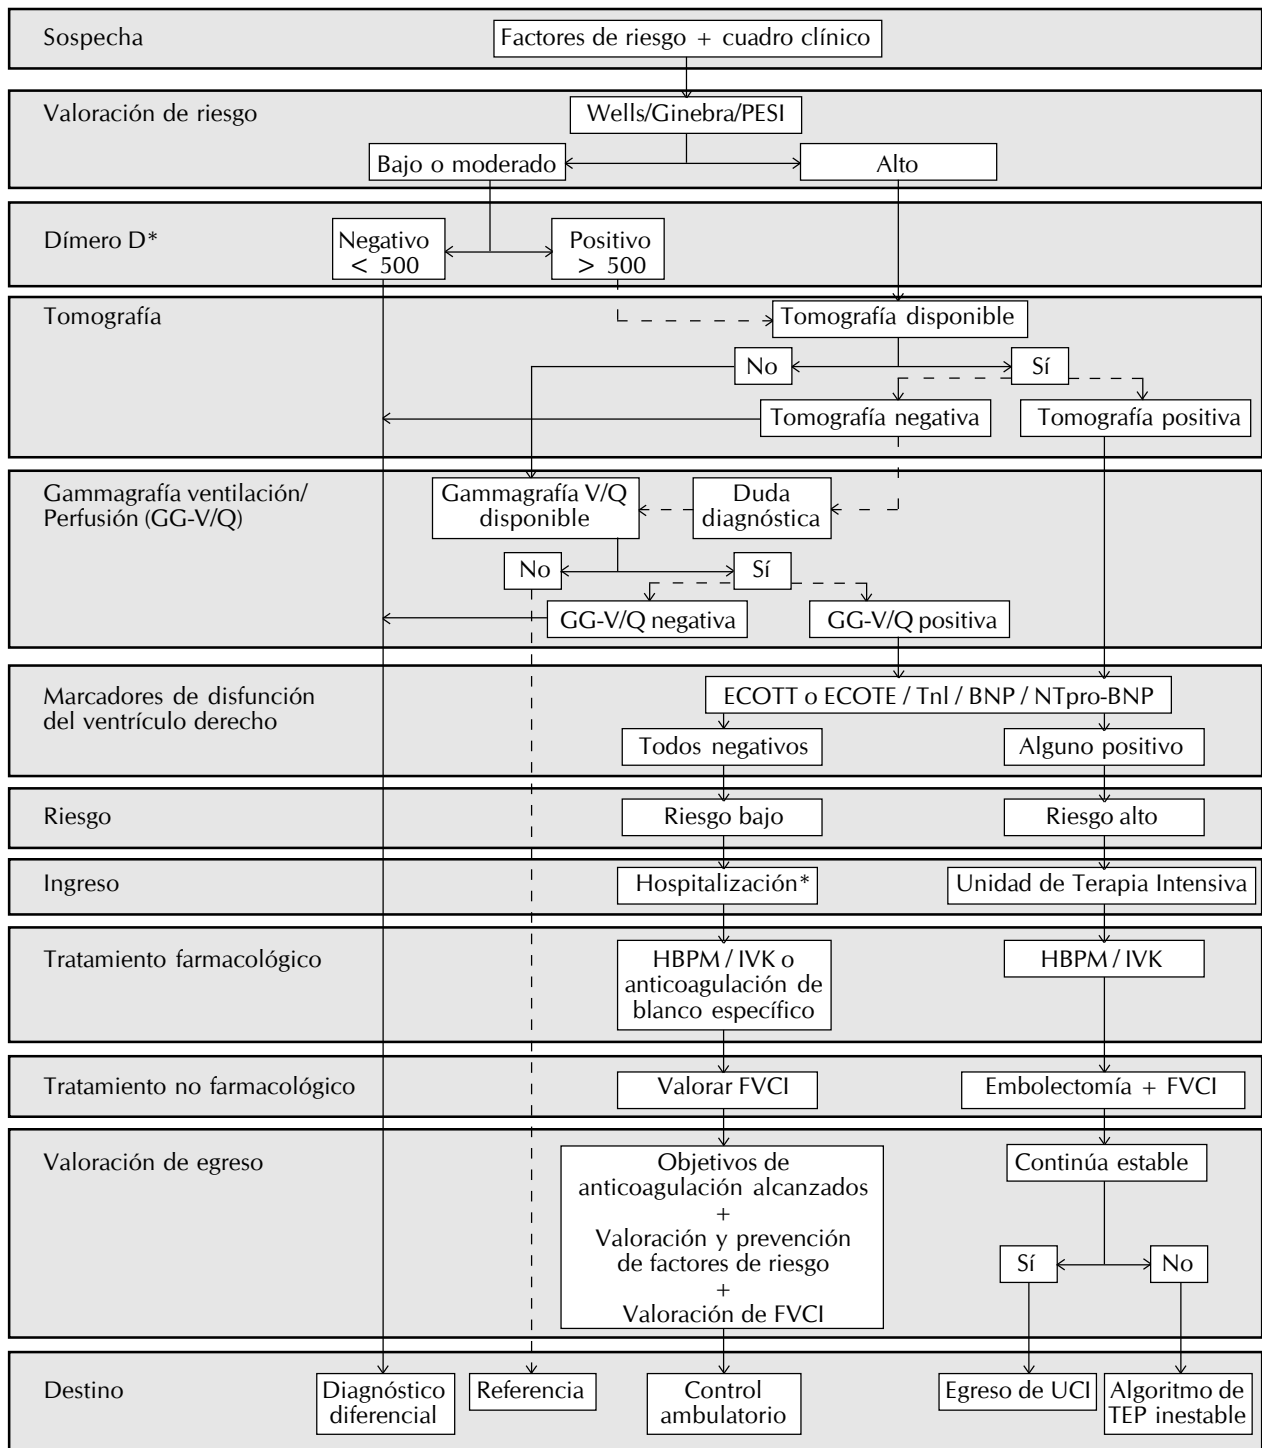 Sospecha
Factores de riesgo + cuadro clínico
Valoración de riesgo
Wells/Ginebra/PESI
Bajo o moderado
Alto
Dímero D*
Negativo
< 500
Positivo
> 500
Tomografía
Tomografía disponible
No
Sí
Tomografía negativa
Tomografía positiva
Gammagrafía ventilación/
Perfusión (GG-V/Q)
Gammagrafía V/Q
disponible
Duda
diagnóstica
No
Sí
GG-V/Q negativa
GG-V/Q positiva
Marcadores de disfunción
del ventrículo derecho
ECOTT o ECOTE / TnI / BNP / NTpro-BNP
Todos negativos
Alguno positivo
Riesgo
Riesgo bajo
Riesgo alto
Ingreso
Hospitalización*
Unidad de Terapia Intensiva
Tratamiento farmacológico
HBPM / IVK o
anticoagulación de
blanco específico
HBPM / IVK
Tratamiento no farmacológico
Valorar FVCI
Embolectomía + FVCI
Valoración de egreso
Objetivos de
anticoagulación alcanzados
+
Valoración y prevención
de factores de riesgo
+
Valoración de FVCI
Continúa estable
Sí
No
Destino
Diagnóstico
diferencial
Referencia
Control
ambulatorio
Egreso de UCI
Algoritmo de
TEP inestable